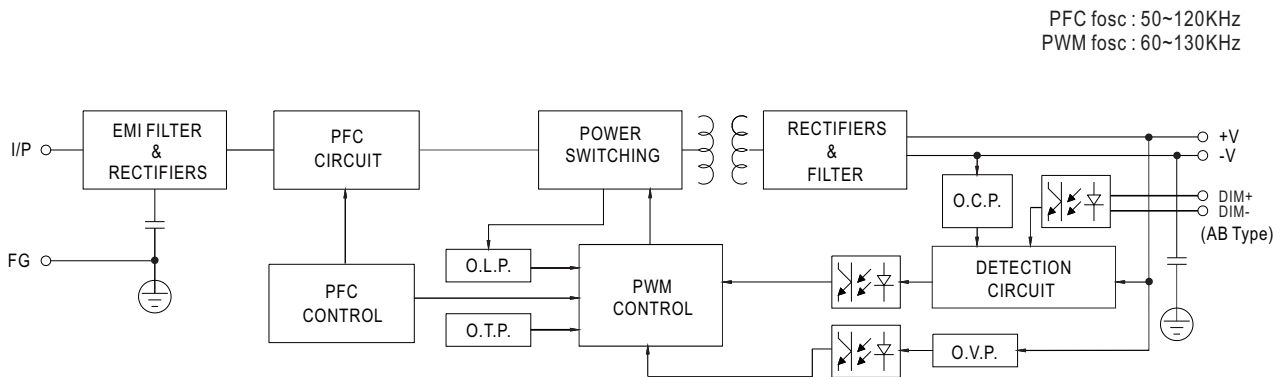 PFC fosc : 50~120KHz
PWM fosc : 60~130KHz
I/P
EMI FILTER
&
RECTIFIERS
PFC
CIRCUIT
POWER
SWITCHING
RECTIFIERS
&
FILTER
+V
-V
O.C.P.
DIM+
DIM-
(AB Type)
FG
O.L.P.
PFC
CONTROL
PWM
CONTROL
DETECTION
CIRCUIT
O.T.P.
O.V.P.